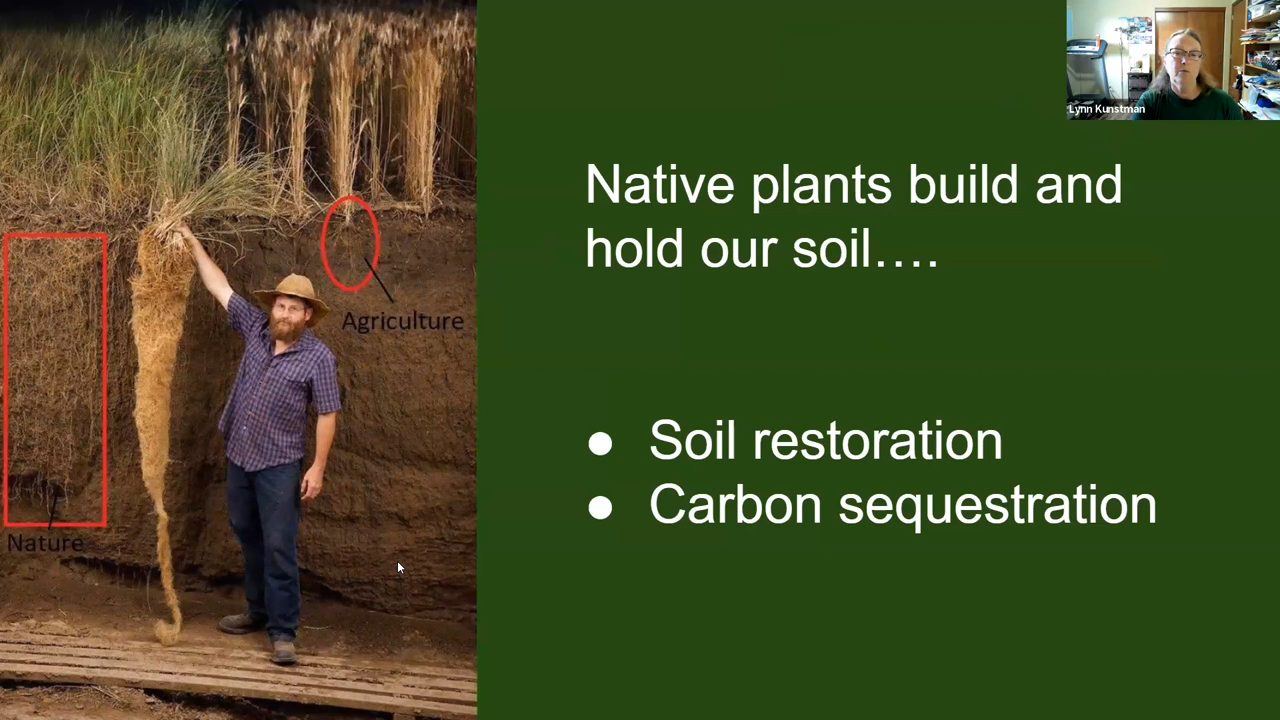 Lynn Kunstman
Native plants build and
hold our soil….
Agriculture
● Soil restoration
● Carbon sequestration
Nature